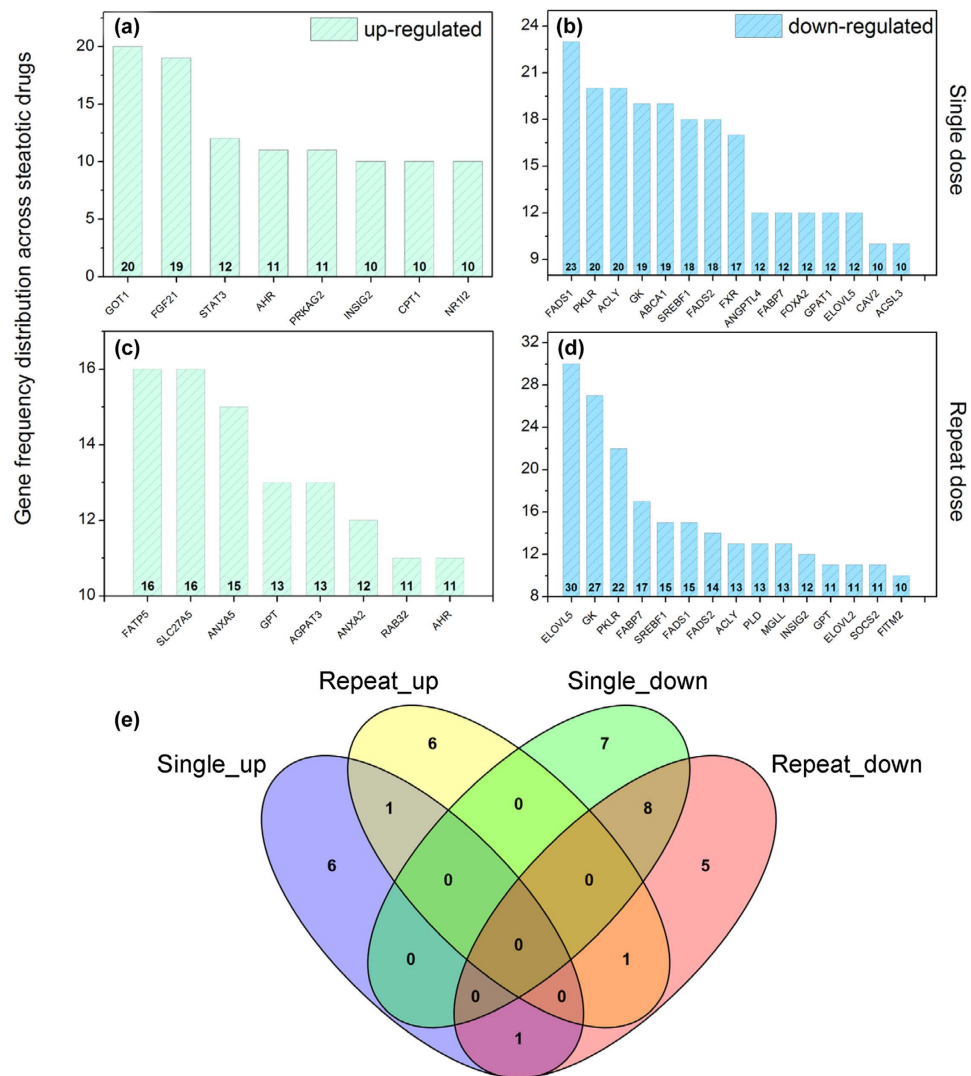 Gene frequency distribution across steatotic drugs
(a)
up-regulated
20
15
10
5
0
20 19 12 11 11 10 10 10
GOT1 FGF21 STAT3 AHR PRKAG2 INSIG2 CPT1 NR1I2
(b)
down-regulated
Single dose
23
21
18
15
12
9
23 20 20 19 19 18 18 17 12 12 12 12 12 10 10
FADS1 PKLR ACLY GK ABCA1 SREBF1 FADS2 FXR ANGPTL4 FABP7 FOXA2 GPAT1 ELOVL5 CAV2 ACSL3
(c)
16
14
12
10
16 16 15 13 13 12 11 11
FATP5 SLC27A5 ANXA5 GPT AGPAT3 ANXA2 RAB32 AHR
(d)
Repeat dose
32
28
24
20
16
12
8
30 27 22 17 15 15 14 13 13 13 12 11 11 11 10
ELOVL5 GK PKLR FABP7 SREBF1 FADS1 FADS2 ACLY PLD MGLL INSIG2 GPT ELOVL2 SOCS2 FITM2
(e)
Repeat_up Single_down
Single_up Repeat_down
6 7
1 0 8
6 5
0 0
0 0 1
0 0
1